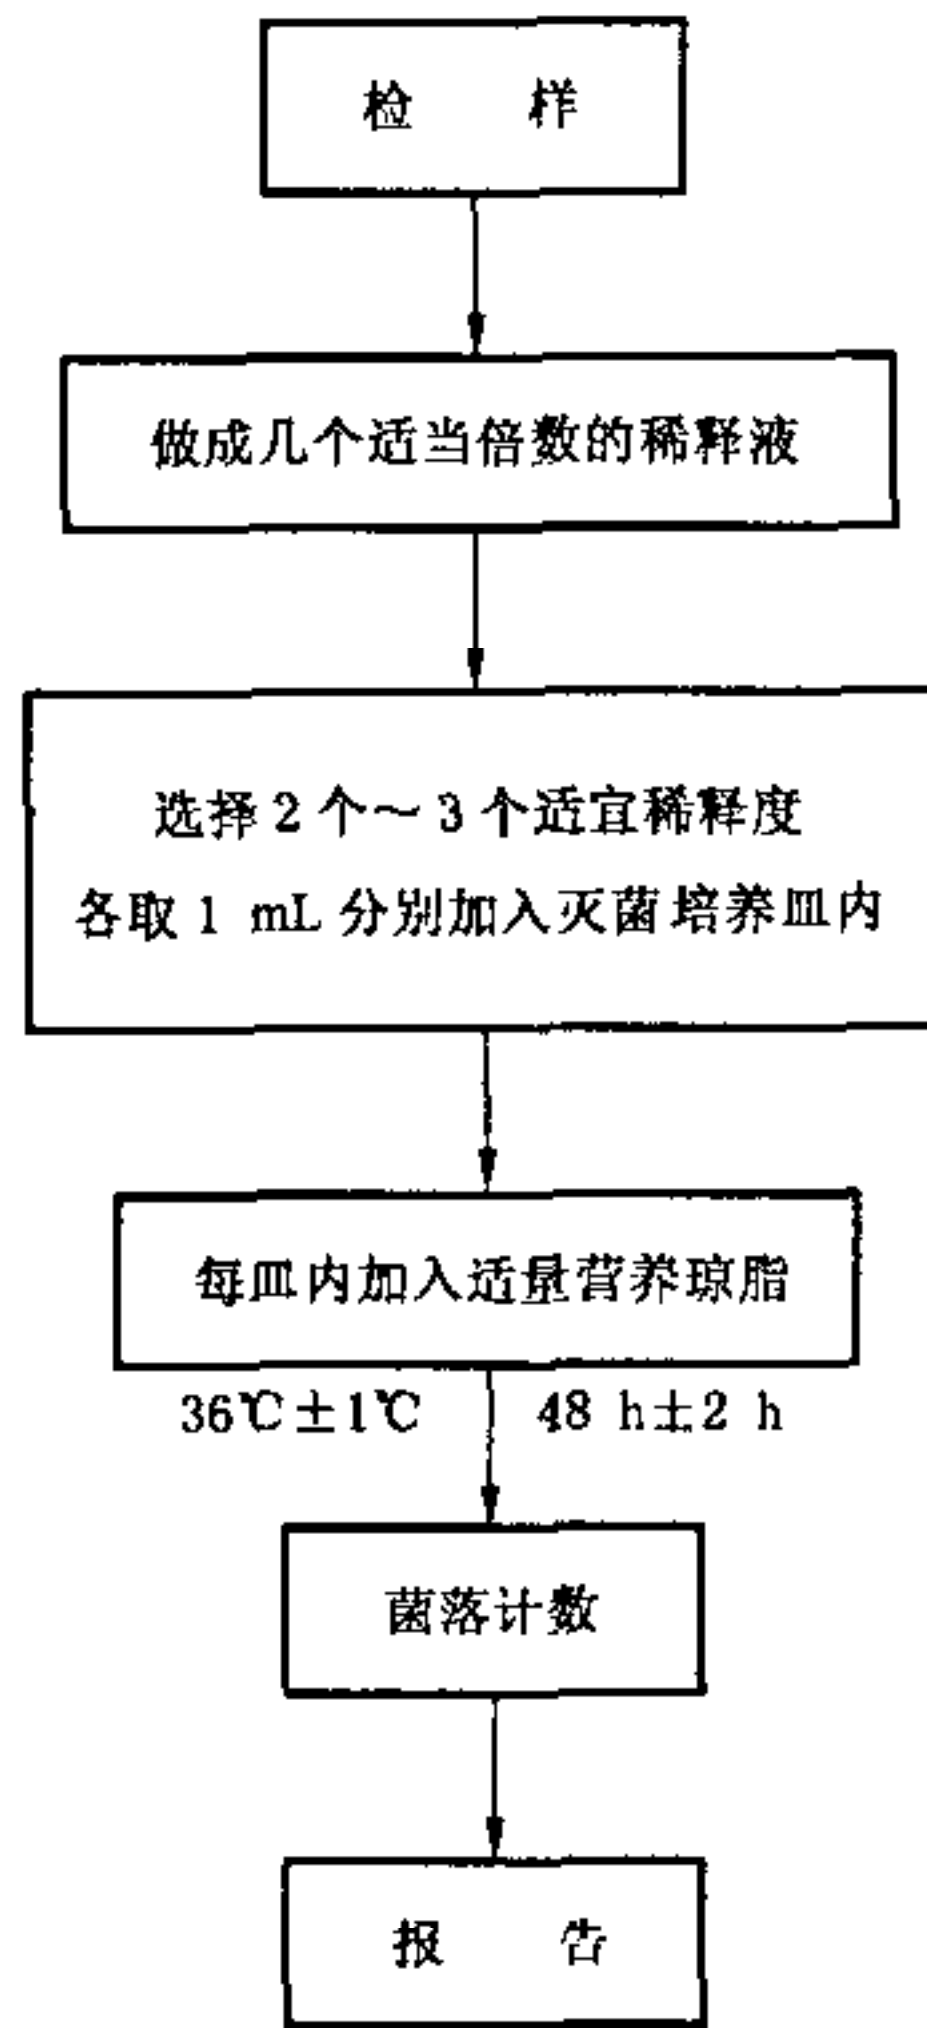 检 样
做成几个适当倍数的稀释液
选择 2 个～3 个适宜稀释度
各取 1 mL 分别加入灭菌培养皿内
每皿内加入适量营养琼脂
36℃±1℃ 48 h±2 h
菌落计数
报 告